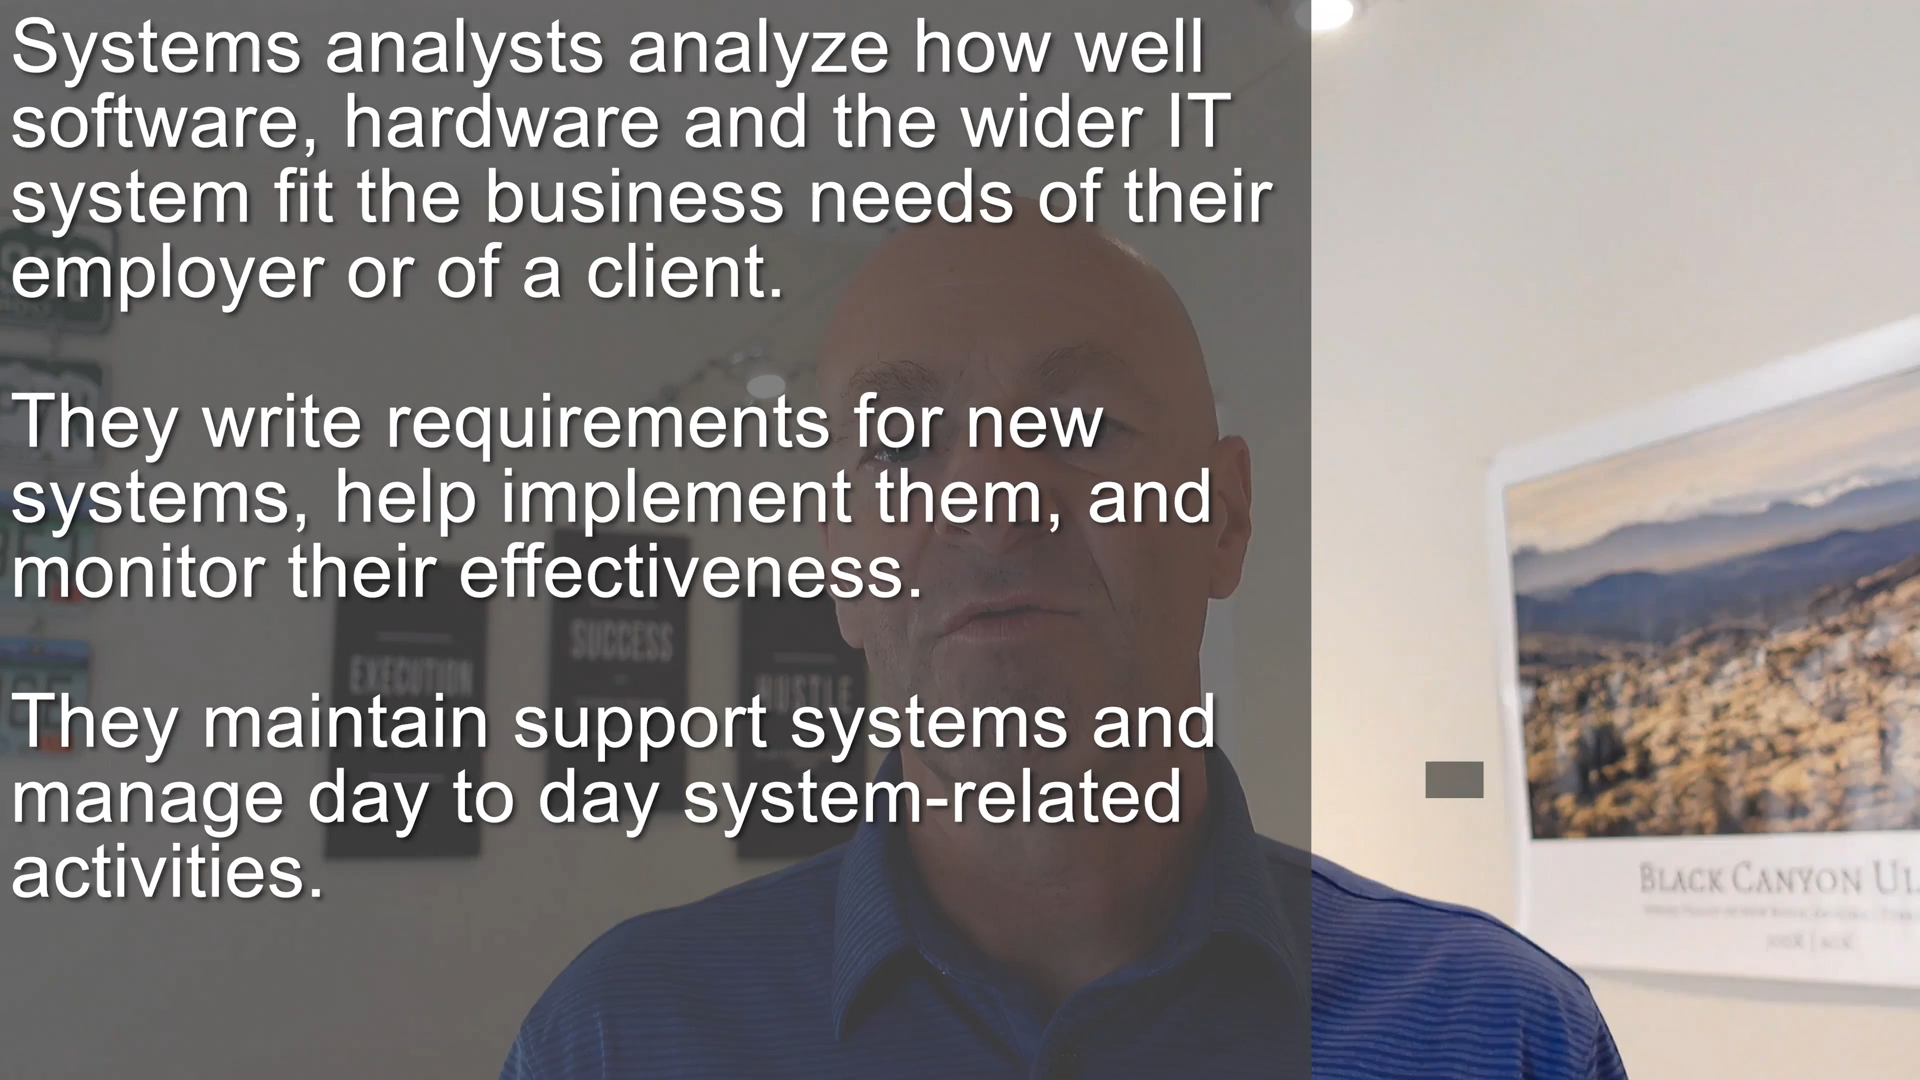 Systems analysts analyze how well
software, hardware and the wider IT
system fit the business needs of their
employer or of a client.
They write requirements for new
systems, help implement them, and
monitor their effectiveness.
They maintain support systems and
manage day to day system-related
activities.
EXECUTION
SUCCESS
HUSTLE
BLACK CANYON UL